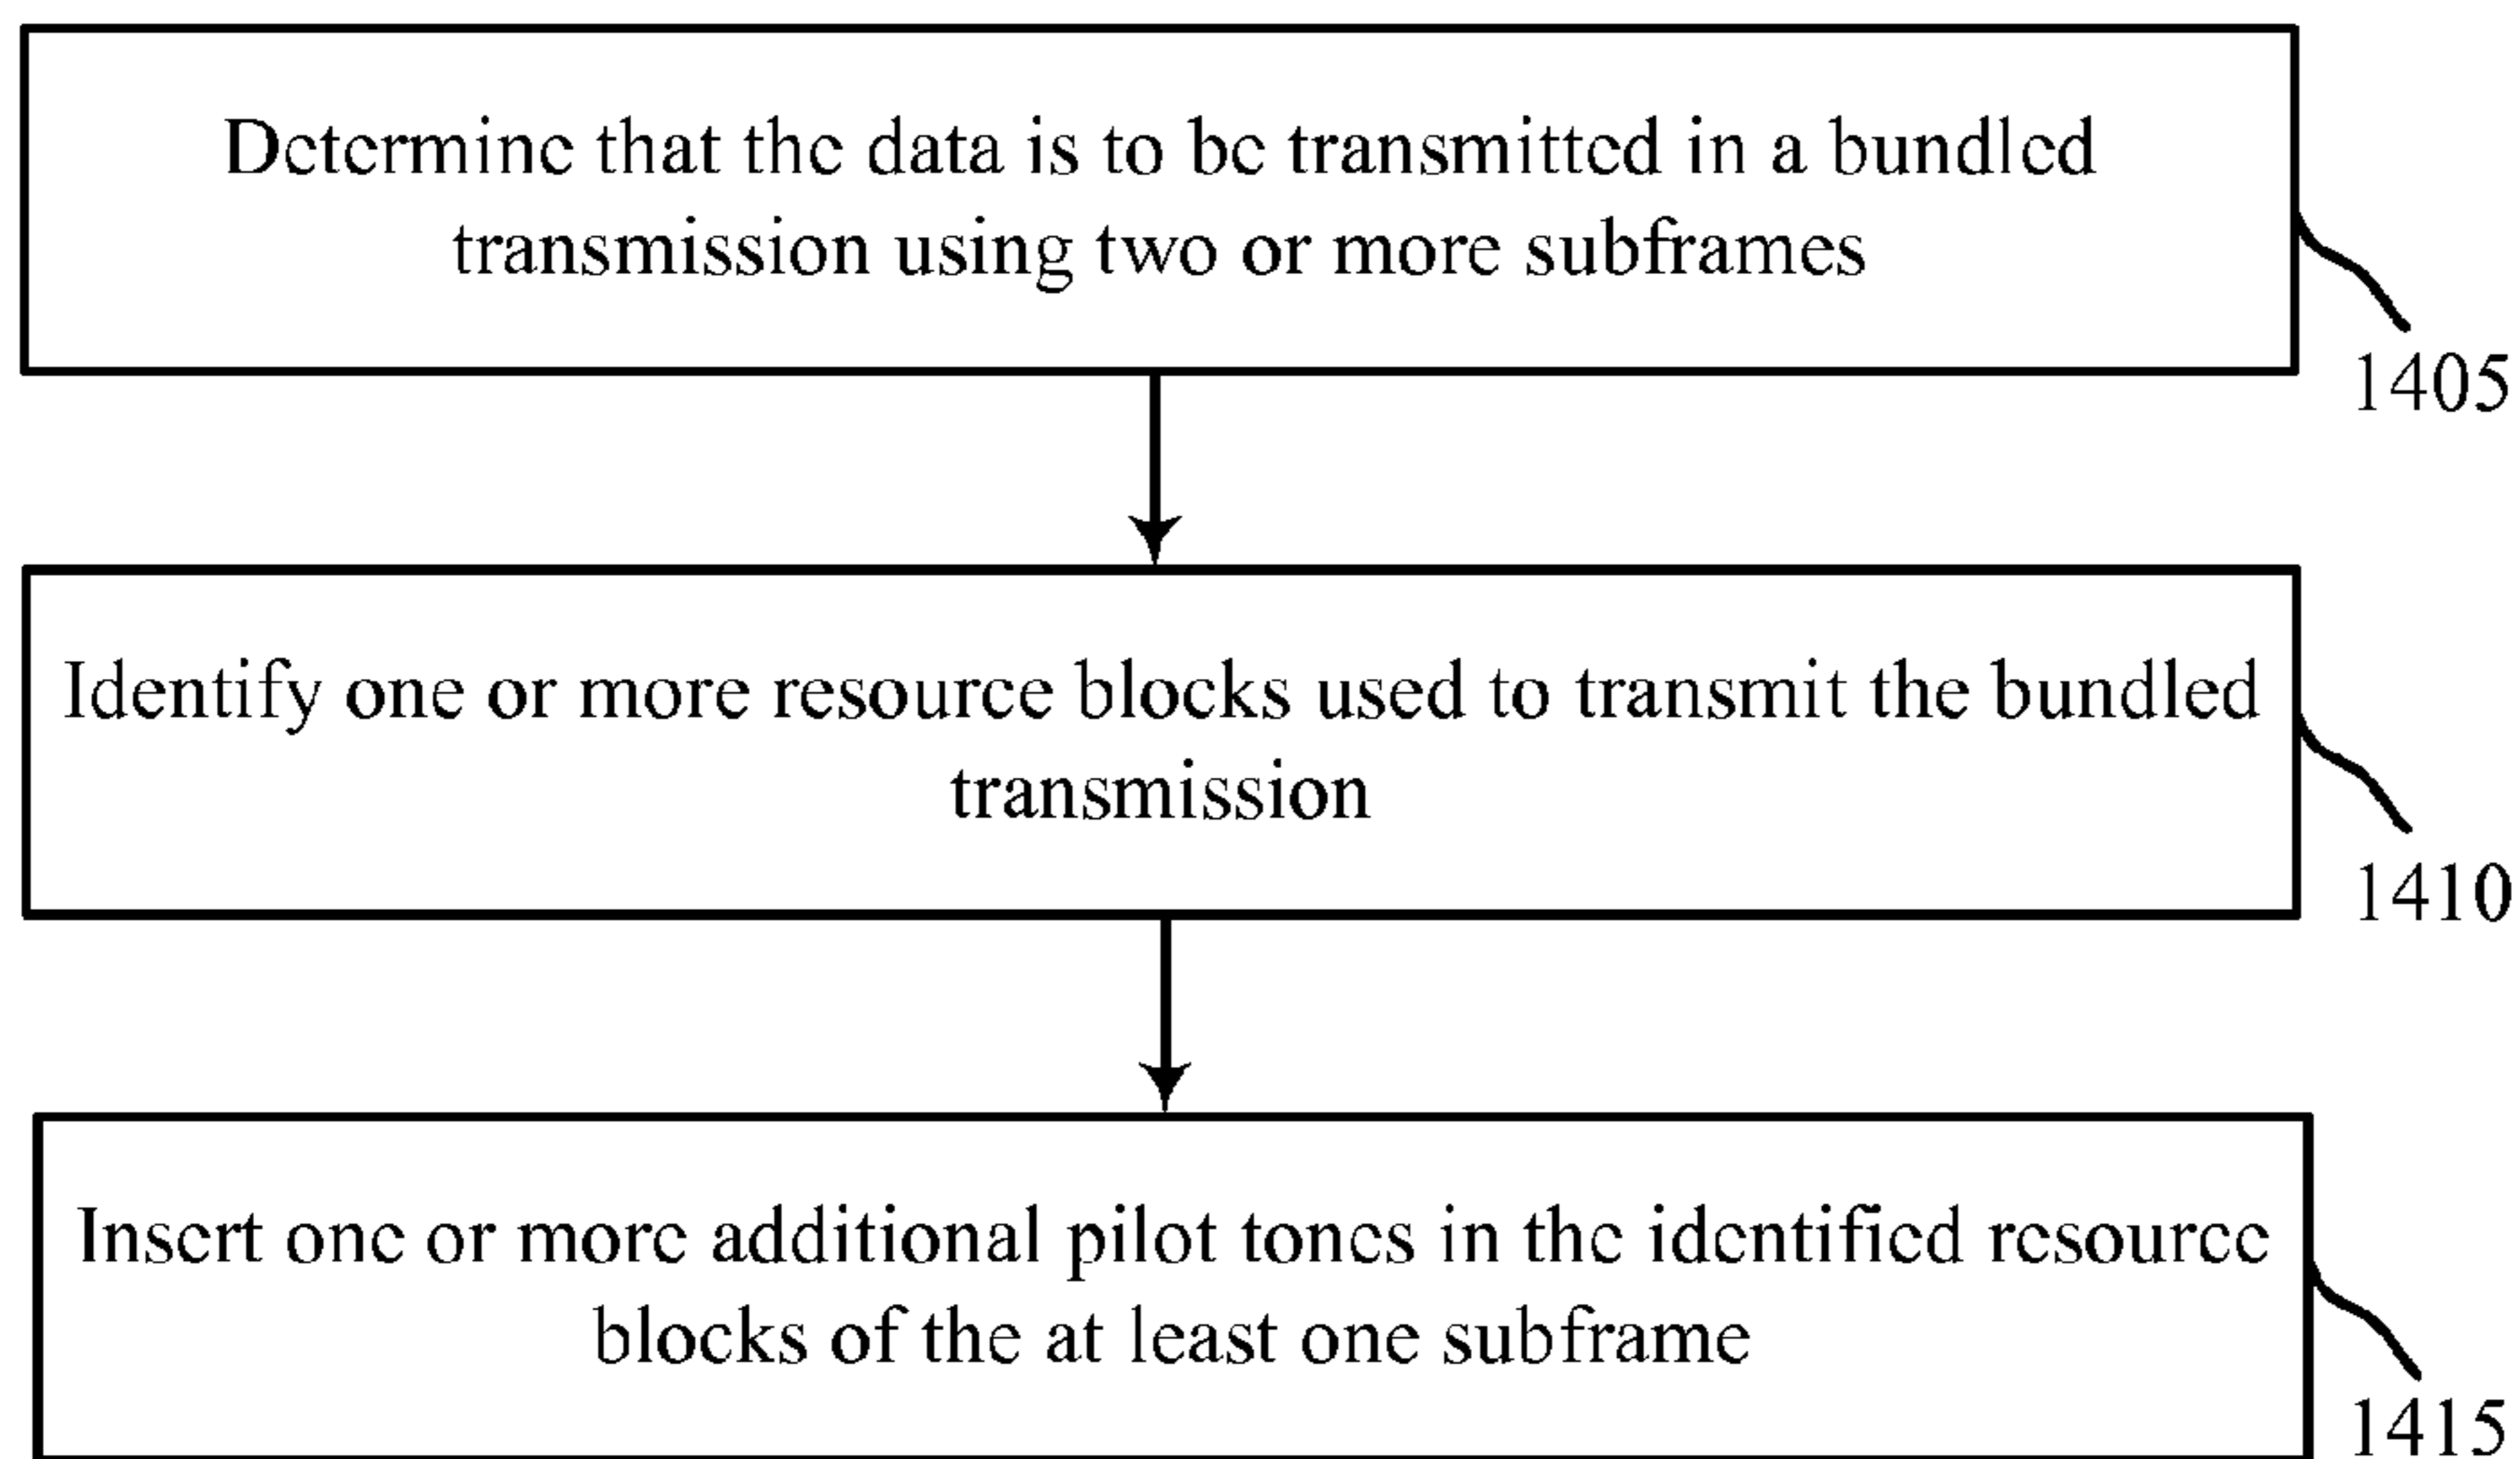 Determine that the data is to be transmitted in a bundled
transmission using two or more subframes
1405
Identify one or more resource blocks used to transmit the bundled
transmission
1410
Insert one or more additional pilot tones in the identified resource
blocks of the at least one subframe
1415